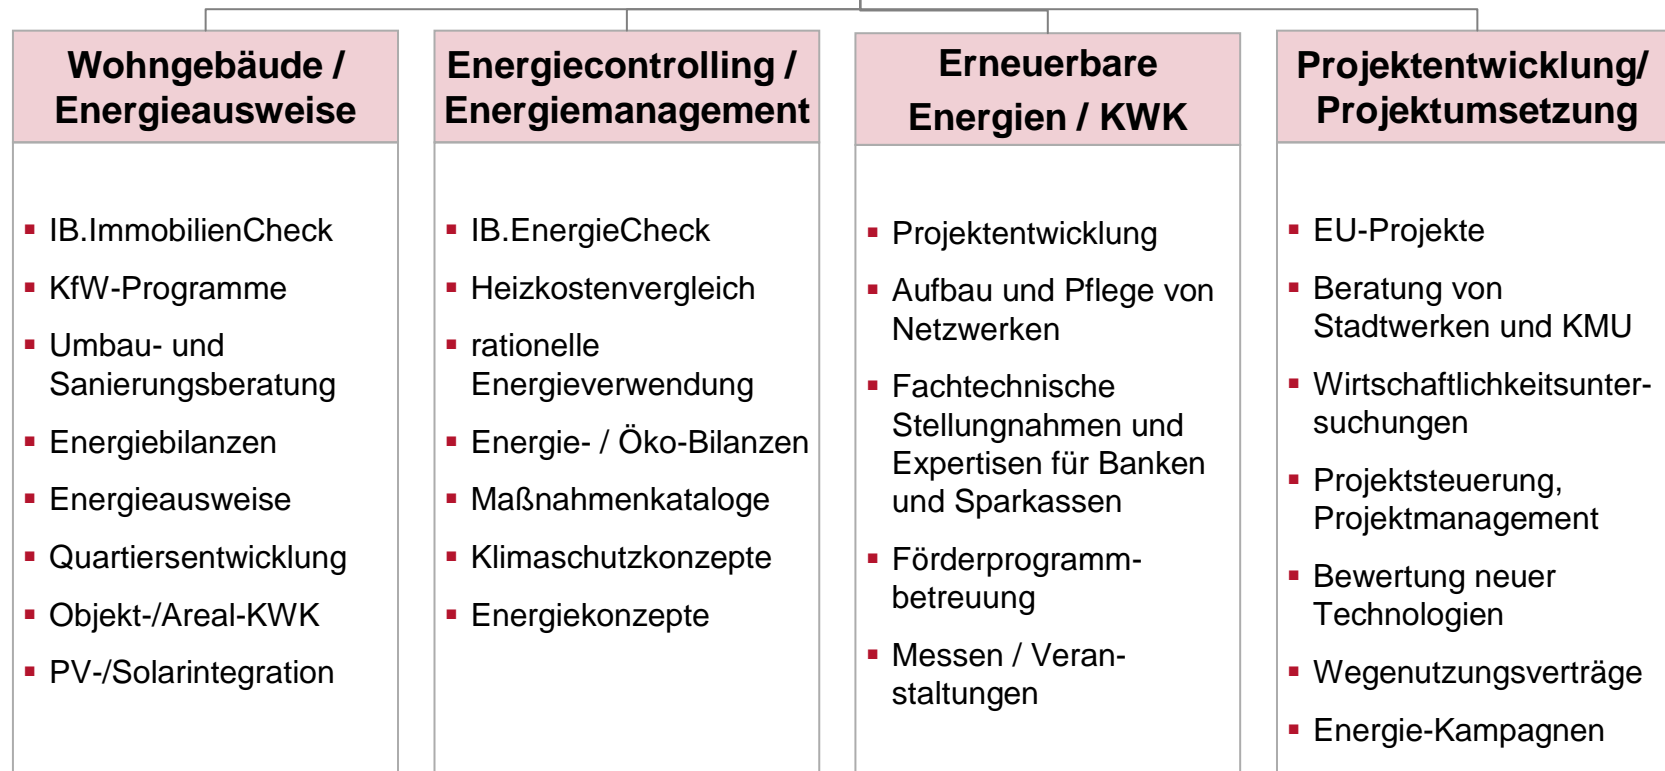 Wohngebäude /
Energieausweise
▪ IB.ImmobilienCheck
▪ KfW-Programme
▪ Umbau- und
Sanierungsberatung
▪ Energiebilanzen
▪ Energieausweise
▪ Quartiersentwicklung
▪ Objekt-/Areal-KWK
▪ PV-/Solarintegration
Energiecontrolling /
Energiemanagement
▪ IB.EnergieCheck
▪ Heizkostenvergleich
▪ rationelle
Energieverwendung
▪ Energie- / Öko-Bilanzen
▪ Maßnahmenkataloge
▪ Klimaschutzkonzepte
▪ Energiekonzepte
Erneuerbare
Energien / KWK
▪ Projektentwicklung
▪ Aufbau und Pflege von
Netzwerken
▪ Fachtechnische
Stellungnahmen und
Expertisen für Banken
und Sparkassen
▪ Förderprogramm-
betreuung
▪ Messen / Veran-
staltungen
Projektentwicklung/
Projektumsetzung
▪ EU-Projekte
▪ Beratung von
Stadtwerken und KMU
▪ Wirtschaftlichkeitsunter-
suchungen
▪ Projektsteuerung,
Projektmanagement
▪ Bewertung neuer
Technologien
▪ Wegenutzungsverträge
▪ Energie-Kampagnen